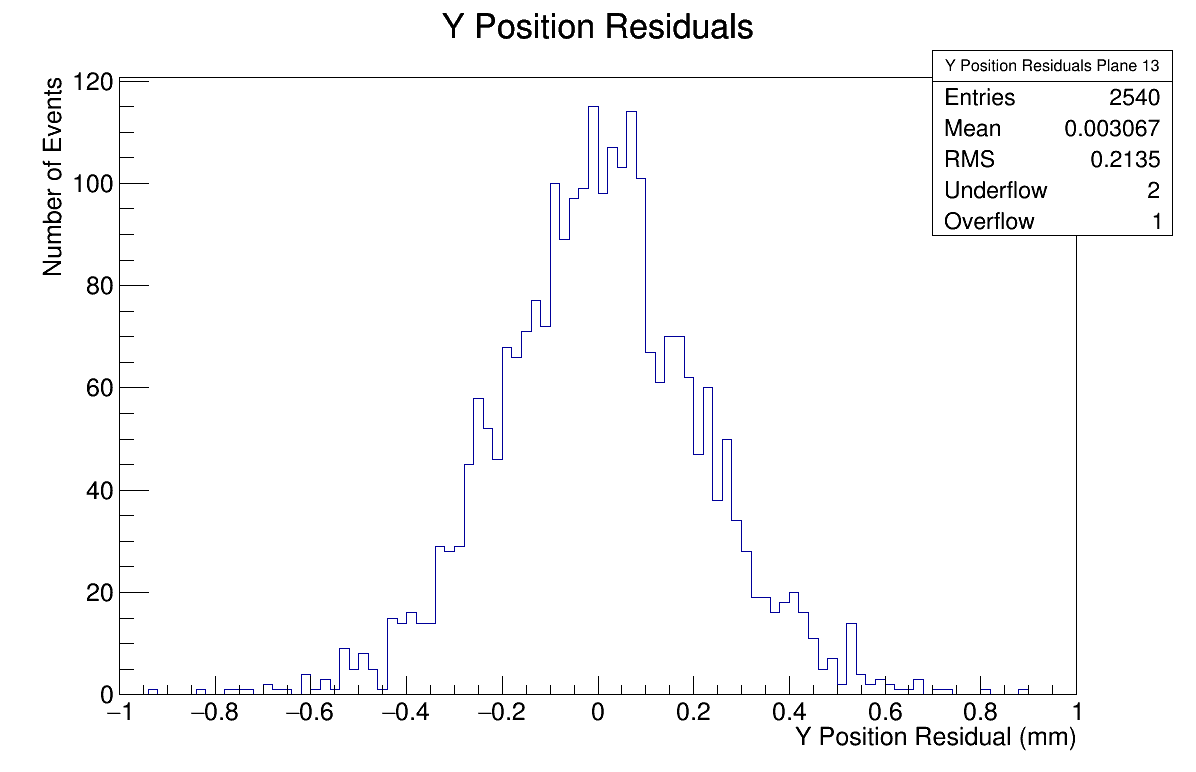 Y Position Residuals
Y Position Residuals Plane 13
Entries 2540
Mean 0.003067
RMS 0.2135
Underflow 2
Overflow 1
Number of Events
120
100
80
60
40
20
0
−1 −0.8 −0.6 −0.4 −0.2 0 0.2 0.4 0.6 0.8 1
Y Position Residual (mm)